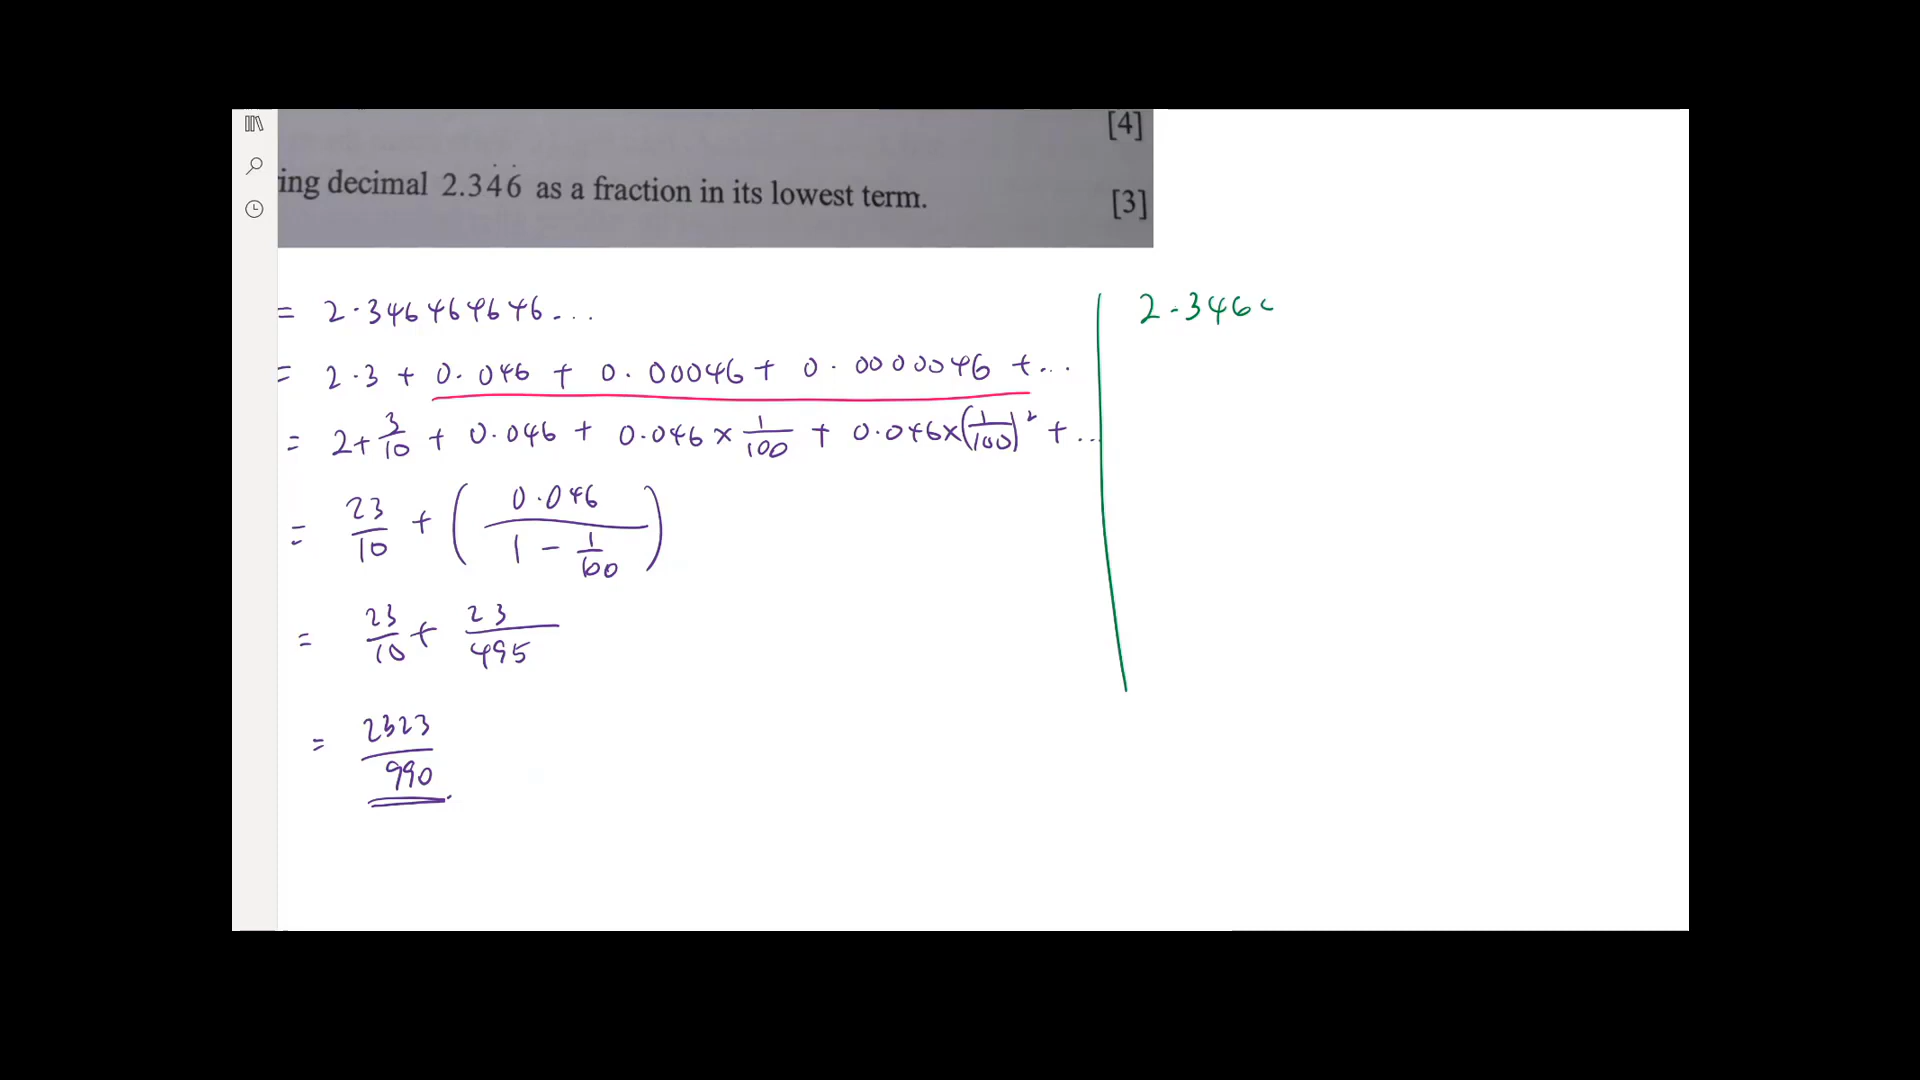 [4]
ing decimal 2.34̇6̇ as a fraction in its lowest term. [3]
= 2.346464646...
= 2.3 + 0.046 + 0.00046 + 0.0000046 + ...
= 2 + 3/10 + 0.046 + 0.046 × 1/100 + 0.046 × (1/100)² + ...
= 23/10 + (0.046 / (1 - 1/100))
= 23/10 + 23/495
= 2323/990
2.346